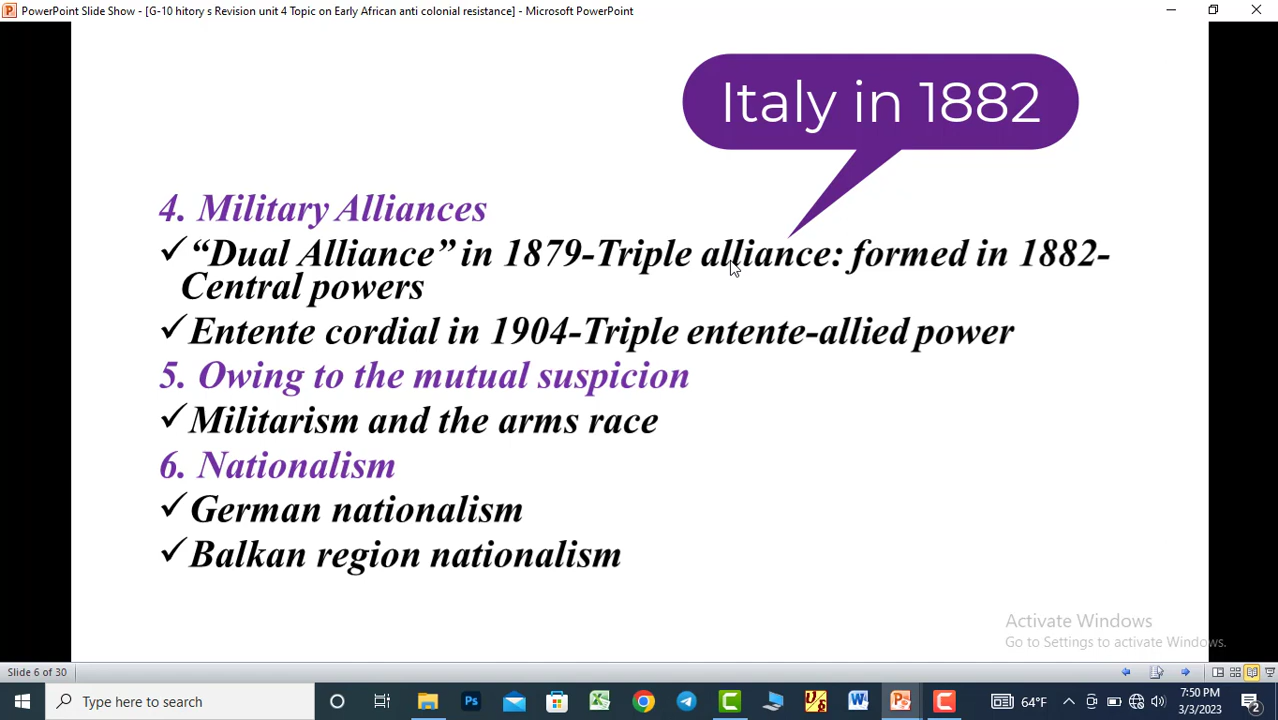 PowerPoint Slide Show - [G-10 hitory s Revision unit 4 Topic on Early African anti colonial resistance] - Microsoft PowerPoint
Italy in 1882
4. Military Alliances
✓“Dual Alliance” in 1879-Triple alliance: formed in 1882-
Central powers
✓Entente cordial in 1904-Triple entente-allied power
5. Owing to the mutual suspicion
✓Militarism and the arms race
6. Nationalism
✓German nationalism
✓Balkan region nationalism
Activate Windows
Go to Settings to activate Windows.
Slide 6 of 30
Type here to search
Ps
64°F
7:50 PM
3/3/2023
2